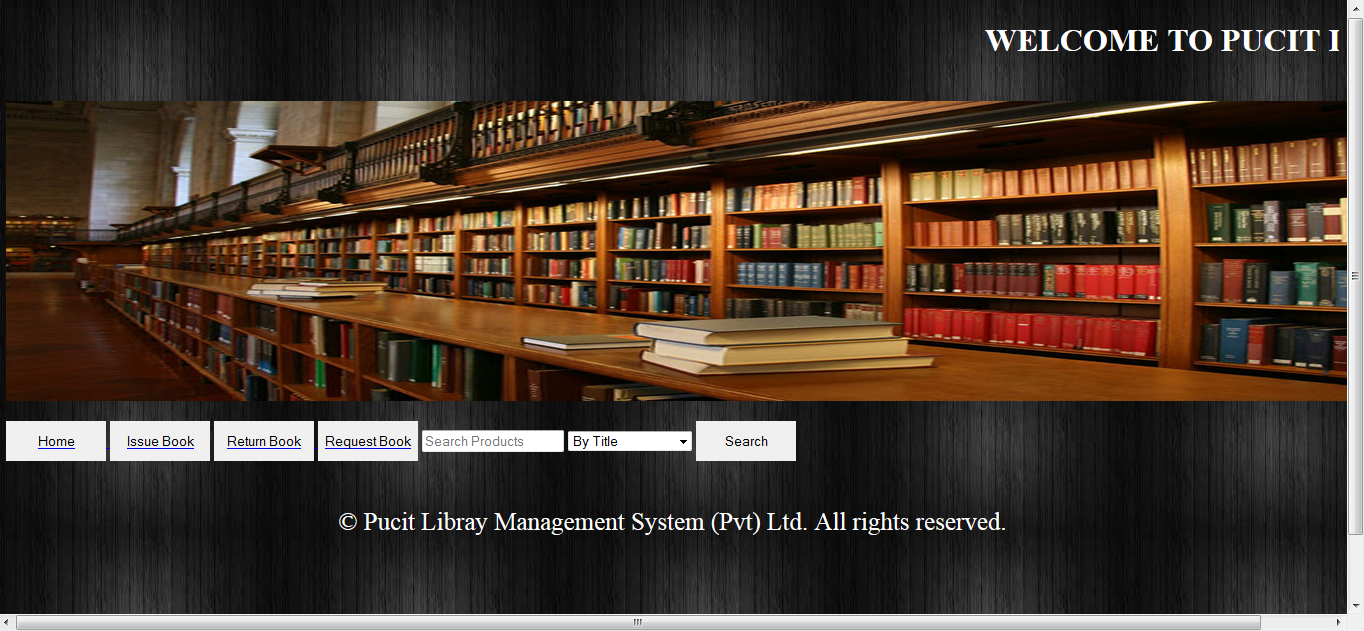 WELCOME TO PUCIT
Home Issue Book Return Book Request Book Search Products By Title Search
© Pucit Libray Management System (Pvt) Ltd. All rights reserved.